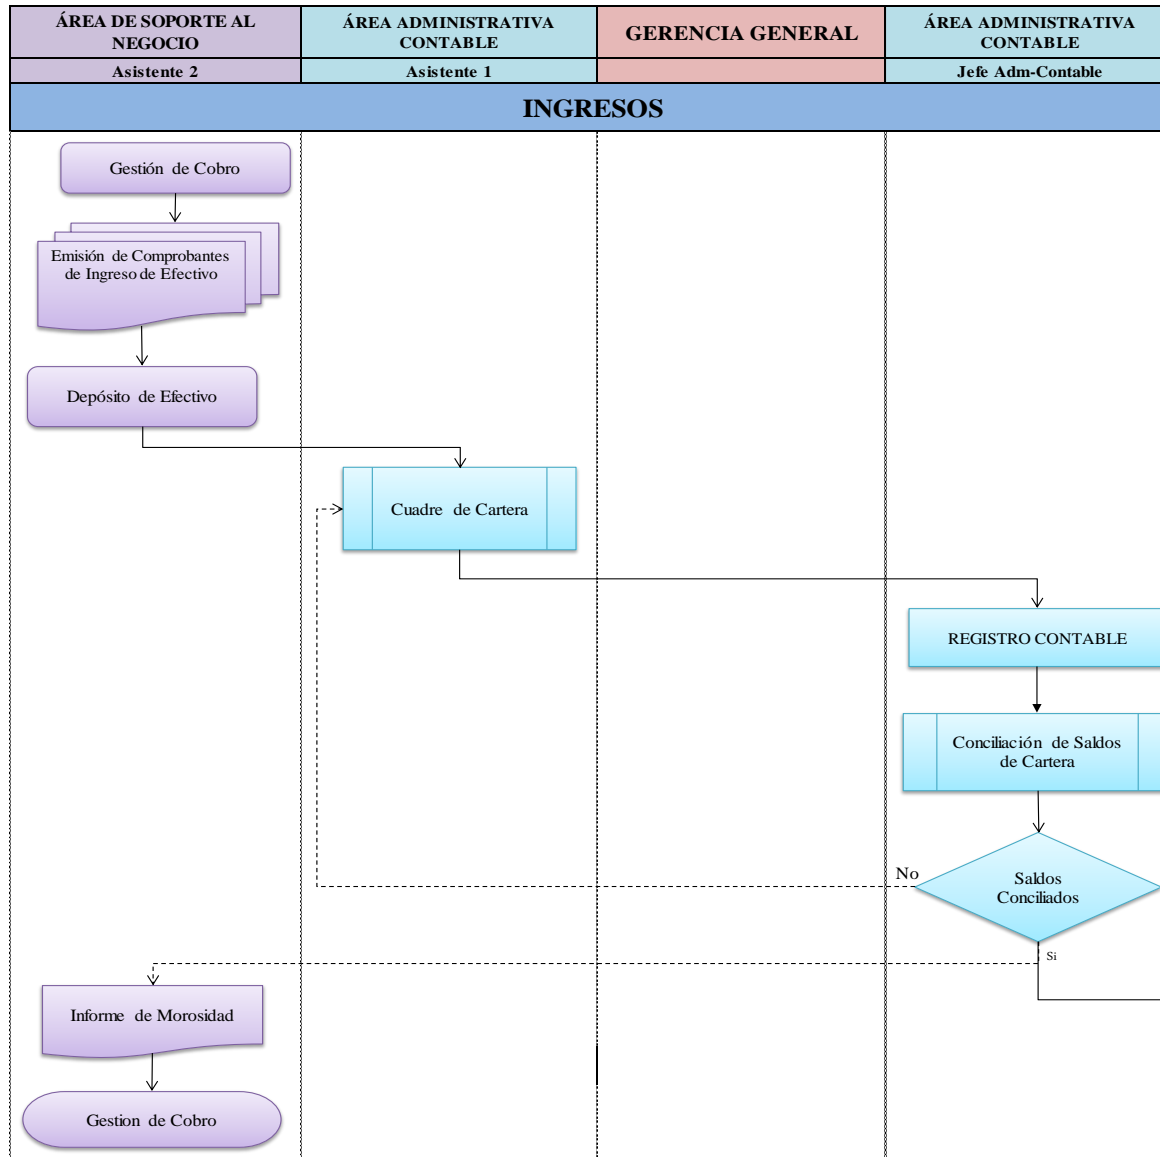 ÁREA DE SOPORTE AL
NEGOCIO
ÁREA ADMINISTRATIVA
CONTABLE
GERENCIA GENERAL
ÁREA ADMINISTRATIVA
CONTABLE
Asistente 2
Asistente 1
Jefe Adm-Contable
INGRESOS
Gestión de Cobro
Emisión de Comprobantes
de Ingreso de Efectivo
Depósito de Efectivo
Cuadre de Cartera
REGISTRO CONTABLE
Conciliación de Saldos
de Cartera
No
Saldos
Conciliados
Si
Informe de Morosidad
Gestion de Cobro